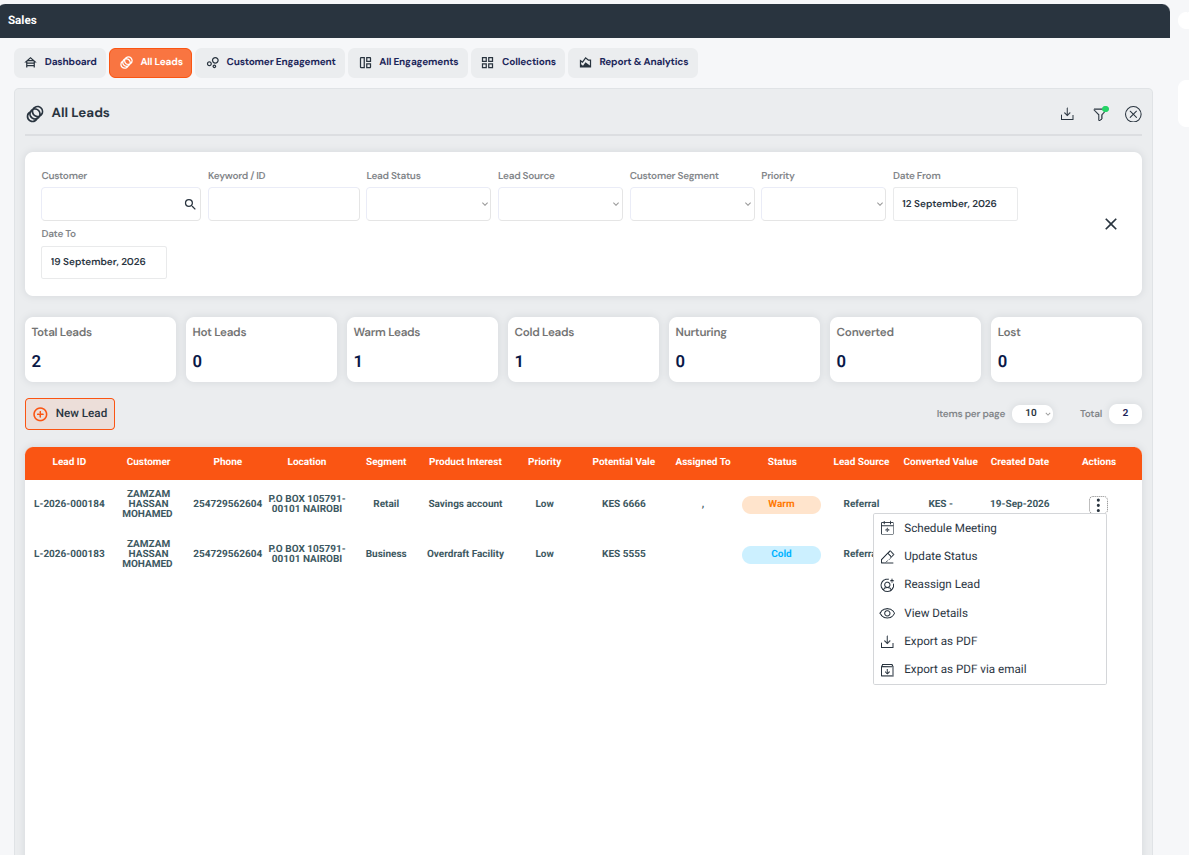 Sales
Dashboard All Leads Customer Engagement All Engagements Collections Report & Analytics
All Leads
Customer Keyword / ID Lead Status Lead Source Customer Segment Priority Date From
12 September, 2026
Date To
19 September, 2026
Total Leads Hot Leads Warm Leads Cold Leads Nurturing Converted Lost
2 0 1 1 0 0 0
New Lead Items per page 10 Total 2
Lead ID Customer Phone Location Segment Product Interest Priority Potential Vale Assigned To Status Lead Source Converted Value Created Date Actions
L-2026-000184 ZAMZAM HASSAN MOHAMED 254729562604 P.O BOX 105791-00101 NAIROBI Retail Savings account Low KES 6666 , Warm Referral KES - 19-Sep-2026
L-2026-000183 ZAMZAM HASSAN MOHAMED 254729562604 P.O BOX 105791-00101 NAIROBI Business Overdraft Facility Low KES 5555 Cold Referra
Schedule Meeting
Update Status
Reassign Lead
View Details
Export as PDF
Export as PDF via email